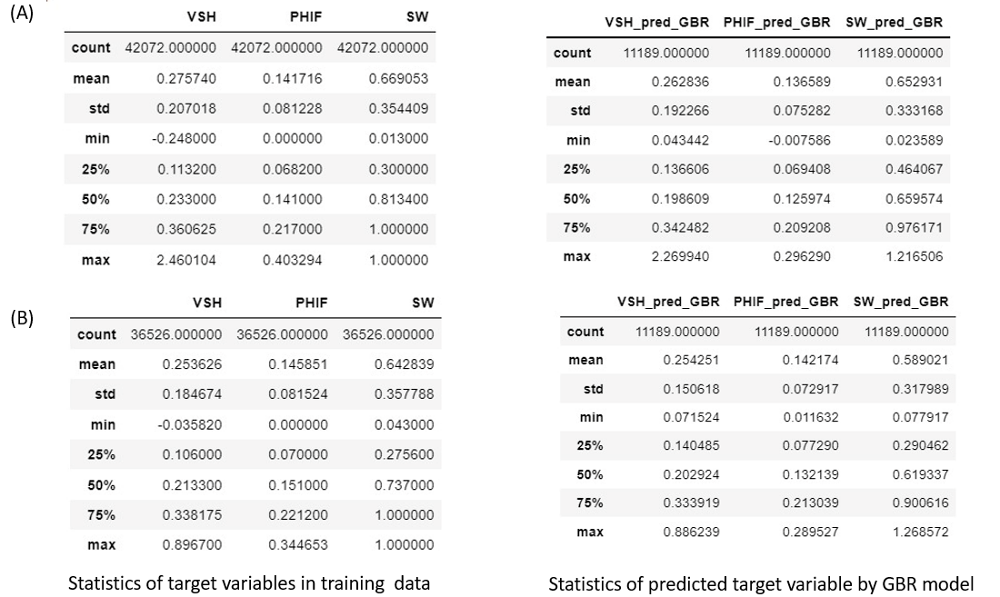 (A)
VSH PHIF SW
count 42072.000000 42072.000000 42072.000000
mean 0.275740 0.141716 0.669053
std 0.207018 0.081228 0.354409
min -0.248000 0.000000 0.013000
25% 0.113200 0.068200 0.300000
50% 0.233000 0.141000 0.813400
75% 0.360625 0.217000 1.000000
max 2.460104 0.403294 1.000000
VSH_pred_GBR PHIF_pred_GBR SW_pred_GBR
count 11189.000000 11189.000000 11189.000000
mean 0.262836 0.136589 0.652931
std 0.192266 0.075282 0.333168
min 0.043442 -0.007586 0.023589
25% 0.136606 0.069408 0.464067
50% 0.198609 0.125974 0.659574
75% 0.342482 0.209208 0.976171
max 2.269940 0.296290 1.216506
(B)
VSH PHIF SW
count 36526.000000 36526.000000 36526.000000
mean 0.253626 0.145851 0.642839
std 0.184674 0.081524 0.357788
min -0.035820 0.000000 0.043000
25% 0.106000 0.070000 0.275600
50% 0.213300 0.151000 0.737000
75% 0.338175 0.221200 1.000000
max 0.896700 0.344653 1.000000
VSH_pred_GBR PHIF_pred_GBR SW_pred_GBR
count 11189.000000 11189.000000 11189.000000
mean 0.254251 0.142174 0.589021
std 0.150618 0.072917 0.317989
min 0.071524 0.011632 0.077917
25% 0.140485 0.077290 0.290462
50% 0.202924 0.132139 0.619337
75% 0.333919 0.213039 0.900616
max 0.886239 0.289527 1.268572
Statistics of target variables in training data
Statistics of predicted target variable by GBR model